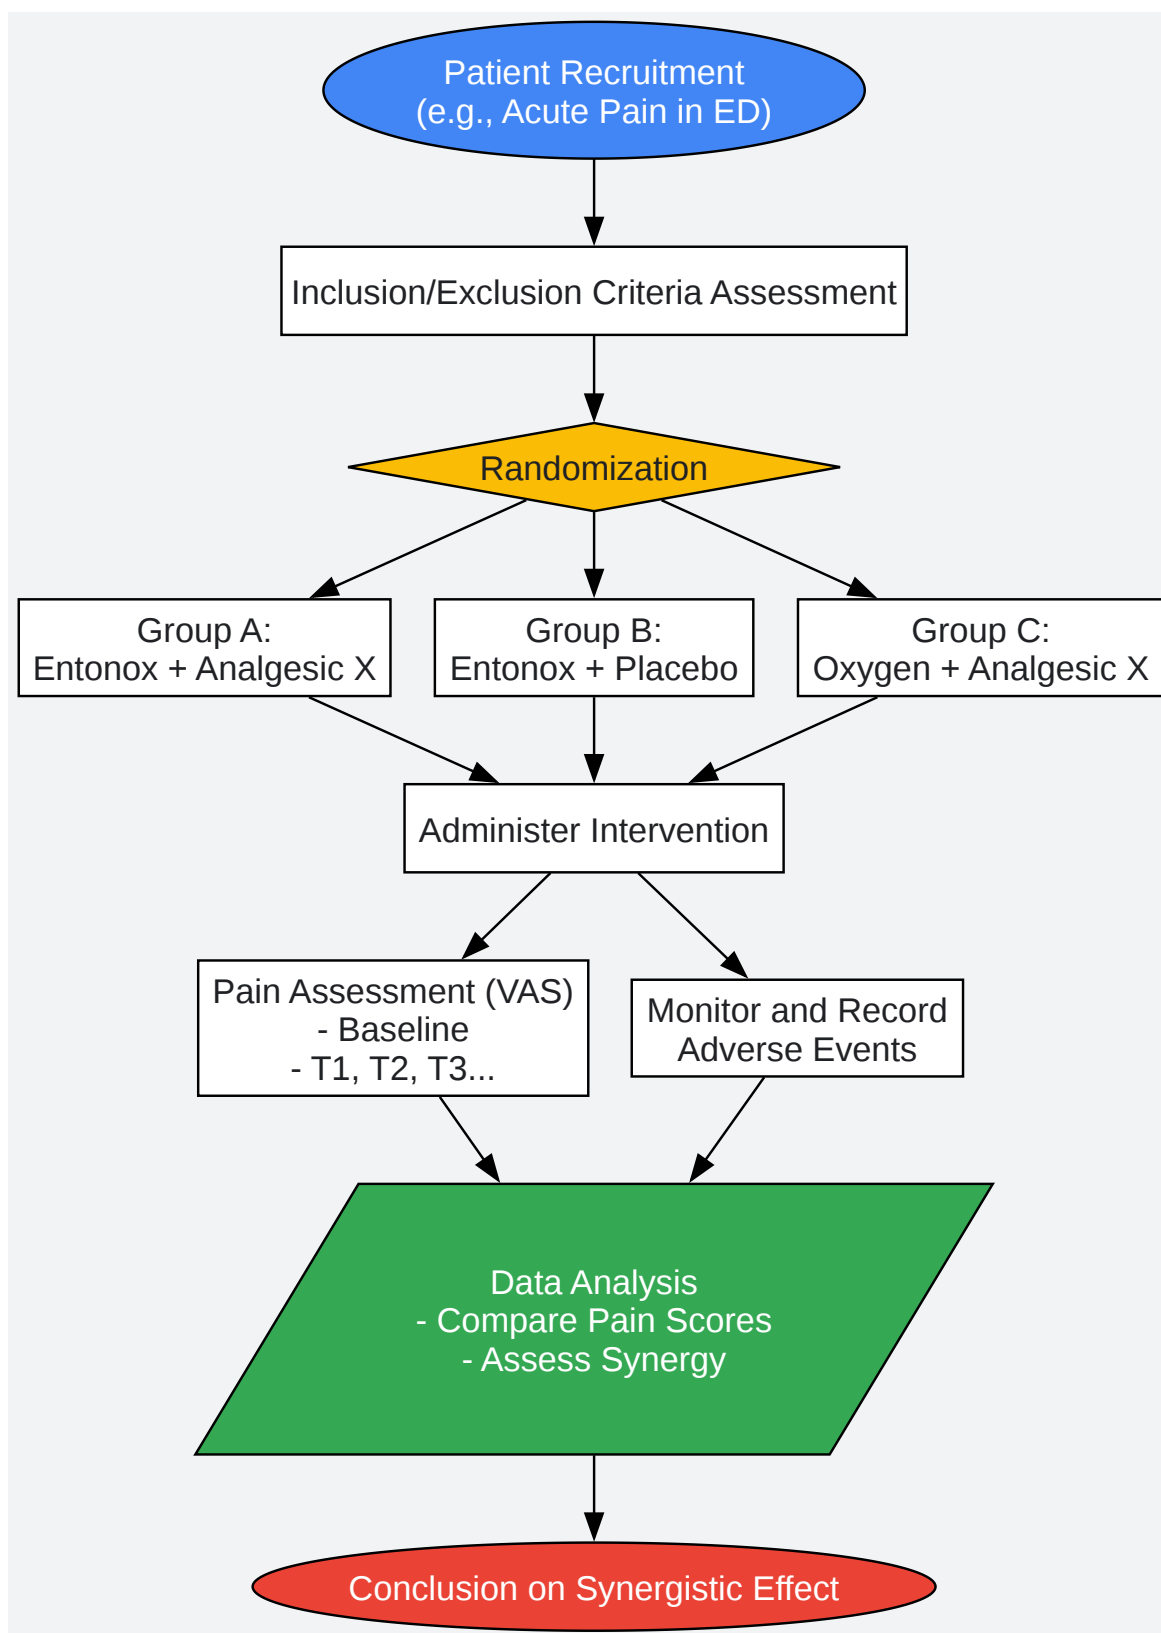 Patient Recruitment
(e.g., Acute Pain in ED)
Inclusion/Exclusion Criteria Assessment
Randomization
Group A:
Entonox + Analgesic X
Group B:
Entonox + Placebo
Group C:
Oxygen + Analgesic X
Administer Intervention
Pain Assessment (VAS)
- Baseline
- T1, T2, T3...
Monitor and Record
Adverse Events
Data Analysis
- Compare Pain Scores
- Assess Synergy
Conclusion on Synergistic Effect